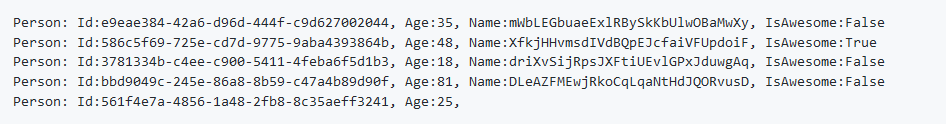 Person: Id:e9eae384-42a6-d96d-444f-c9d627002044, Age:35, Name:mWbLEGbuaeExlRBySkKbUlwOBaMwXy, IsAwesome:False
Person: Id:586c5f69-725e-cd7d-9775-9aba4393864b, Age:48, Name:XfkjHHvmsdIVdBQpEJcfaiVFUpdoiF, IsAwesome:True
Person: Id:3781334b-c4ee-c900-5411-4feba6f5d1b3, Age:18, Name:driXvSijRpsJXFtiUEvlGPxJduwgAq, IsAwesome:False
Person: Id:bbd9049c-245e-86a8-8b59-c47a4b89d90f, Age:81, Name:DLeAZFMEwjRkoCqLqaNtHdJQORvusD, IsAwesome:False
Person: Id:561f4e7a-4856-1a48-2fb8-8c35aeff3241, Age:25,